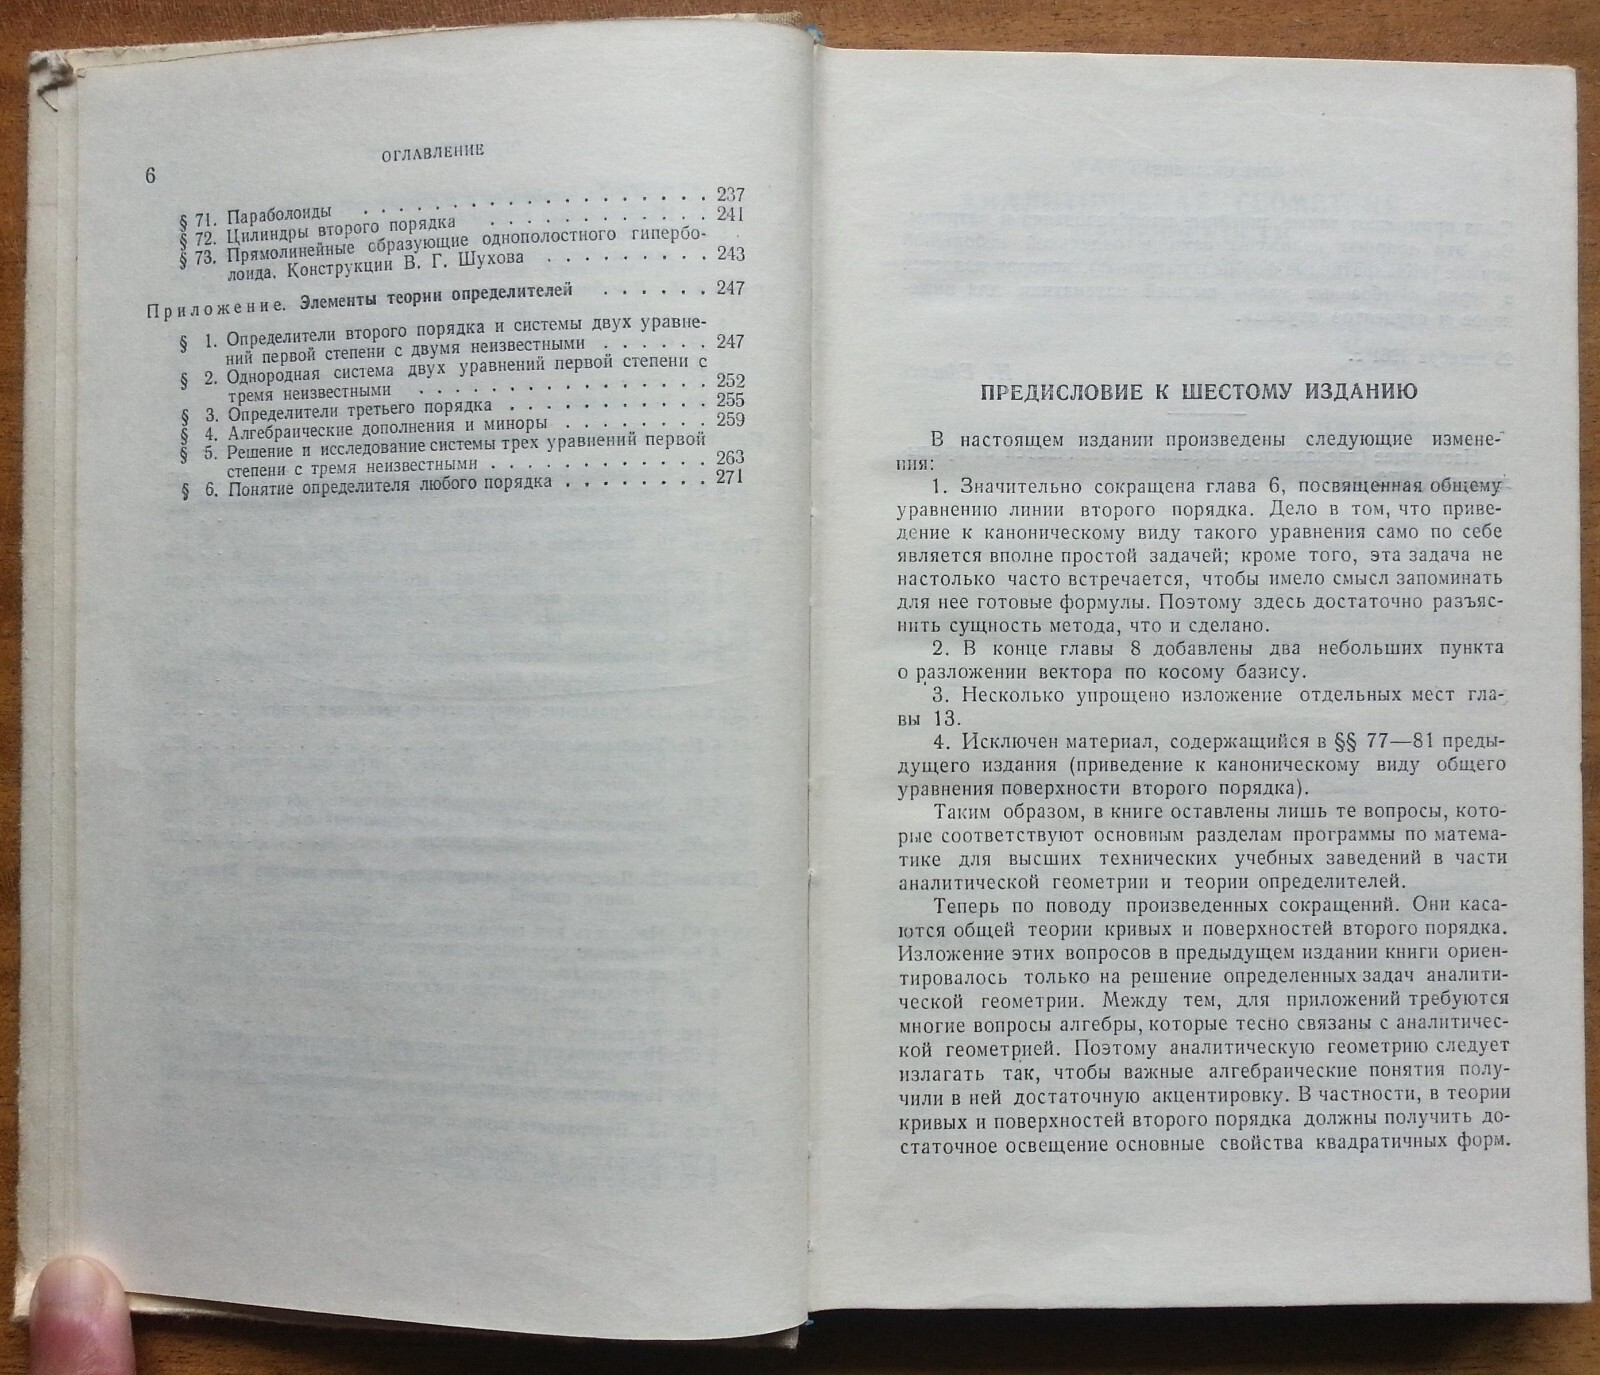 6
ОГЛАВЛЕНИЕ
§ 71. Параболоиды . . . . . . . . . . . . . . . . . . . . 237
§ 72. Цилиндры второго порядка . . . . . . . . . . . . . 241
§ 73. Прямолинейные образующие однополостного гипербо-
лоида. Конструкции В. Г. Шухова . . . . . . . . . 243
Приложение. Элементы теории определителей . . . . . . 247
§ 1. Определители второго порядка и системы двух уравне-
ний первой степени с двумя неизвестными . . . . . . 247
§ 2. Однородная система двух уравнений первой степени с
тремя неизвестными . . . . . . . . . . . . . . . . 252
§ 3. Определители третьего порядка . . . . . . . . . . . 255
§ 4. Алгебраические дополнения и миноры . . . . . . . . 259
§ 5. Решение и исследование системы трех уравнений первой
степени с тремя неизвестными . . . . . . . . . . . . 263
§ 6. Понятие определителя любого порядка . . . . . . . . 271
ПРЕДИСЛОВИЕ К ШЕСТОМУ ИЗДАНИЮ
В настоящем издании произведены следующие измене-
ния:
1. Значительно сокращена глава 6, посвященная общему
уравнению линии второго порядка. Дело в том, что приве-
дение к каноническому виду такого уравнения само по себе
является вполне простой задачей; кроме того, эта задача не
настолько часто встречается, чтобы имело смысл запоминать
для нее готовые формулы. Поэтому здесь достаточно разъяс-
нить сущность метода, что и сделано.
2. В конце главы 8 добавлены два небольших пункта
о разложении вектора по косому базису.
3. Несколько упрощено изложение отдельных мест гла-
вы 13.
4. Исключен материал, содержащийся в §§ 77—81 преды-
дущего издания (приведение к каноническому виду общего
уравнения поверхности второго порядка).
Таким образом, в книге оставлены лишь те вопросы, кото-
рые соответствуют основным разделам программы по матема-
тике для высших технических учебных заведений в части
аналитической геометрии и теории определителей.
Теперь по поводу произведенных сокращений. Они каса-
ются общей теории кривых и поверхностей второго порядка.
Изложение этих вопросов в предыдущем издании книги ориен-
тировалось только на решение определенных задач аналити-
ческой геометрии. Между тем, для приложений требуются
многие вопросы алгебры, которые тесно связаны с аналитичес-
кой геометрией. Поэтому аналитическую геометрию следует
излагать так, чтобы важные алгебраические понятия полу-
чили в ней достаточную акцентировку. В частности, в теории
кривых и поверхностей второго порядка должны получить до-
статочное освещение основные свойства квадратичных форм.